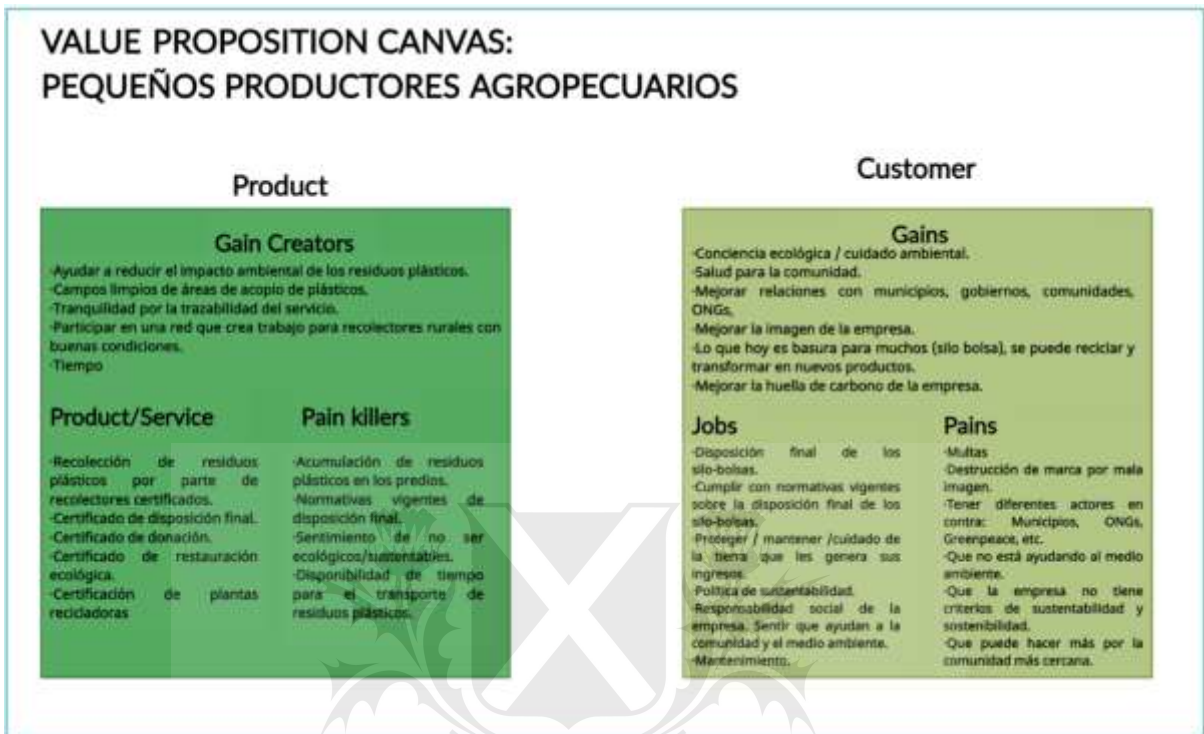 VALUE PROPOSITION CANVAS:
PEQUEÑOS PRODUCTORES AGROPECUARIOS
Product
Gain Creators
·Ayudar a reducir el impacto ambiental de los residuos plásticos.
·Campos limpios de áreas de acopio de plásticos.
·Tranquilidad por la trazabilidad del servicio.
·Participar en una red que crea trabajo para recolectores rurales con
buenas condiciones.
·Tiempo
Product/Service
·Recolección de residuos
plásticos por parte de
recolectores certificados.
·Certificado de disposición final.
·Certificado de donación.
·Certificado de restauración
ecológica.
·Certificación de plantas
recicladoras
Pain killers
·Acumulación de residuos
plásticos en los predios.
·Normativas vigentes de
disposición final.
·Sentimiento de no ser
ecológicos/sustentables.
·Disponibilidad de tiempo
para el transporte de
residuos plásticos.
Customer
Gains
·Conciencia ecológica / cuidado ambiental.
·Salud para la comunidad.
·Mejorar relaciones con municipios, gobiernos, comunidades,
ONGs,
·Mejorar la imagen de la empresa.
·Lo que hoy es basura para muchos (silo bolsa), se puede reciclar y
transformar en nuevos productos.
·Mejorar la huella de carbono de la empresa.
Jobs
·Disposición final de los
silo-bolsas.
·Cumplir con normativas vigentes
sobre la disposición final de los
silo-bolsas.
·Proteger / mantener /cuidado de
la tierra que les genera sus
ingresos.
·Política de sustentabilidad.
·Responsabilidad social de la
empresa. Sentir que ayudan a la
comunidad y el medio ambiente.
·Mantenimiento.
Pains
·Multas
·Destrucción de marca por mala
imagen.
·Tener diferentes actores en
contra: Municipios, ONGs,
Greenpeace, etc.
·Que no está ayudando al medio
ambiente.
·Que la empresa no tiene
criterios de sustentabilidad y
sostenibilidad.
·Que puede hacer más por la
comunidad más cercana.